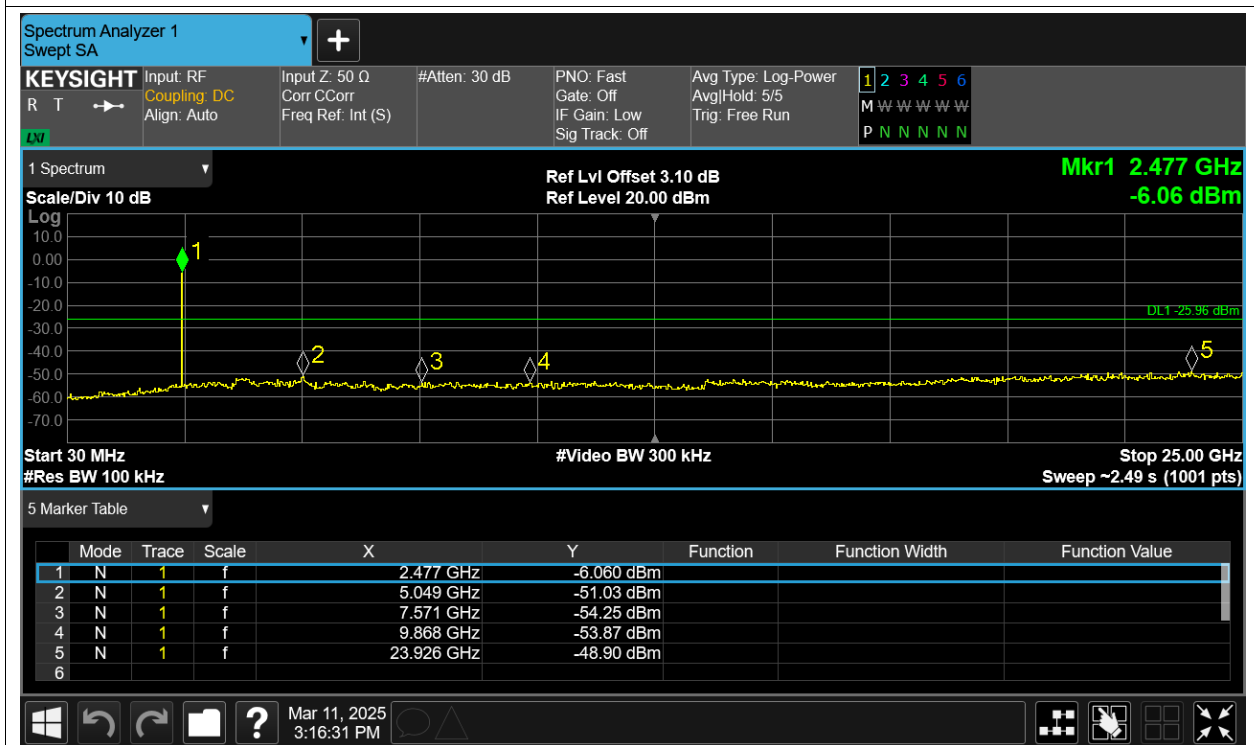 Spectrum Analyzer 1
Swept SA
+
KEYSIGHT Input: RF Input Z: 50 Ω #Atten: 30 dB PNO: Fast Avg Type: Log-Power 1 2 3 4 5 6
R T Coupling: DC Corr CCorr Gate: Off Avg|Hold: 5/5 M W W W W W
Align: Auto Freq Ref: Int (S) IF Gain: Low Trig: Free Run
LXI Sig Track: Off P N N N N N
1 Spectrum Ref Lvl Offset 3.10 dB Mkr1 2.477 GHz
Scale/Div 10 dB Ref Level 20.00 dBm -6.06 dBm
Log
10.0
1
0.00
-10.0
-20.0
DL1 -25.96 dBm
-30.0
-40.0
2 3 4 5
-50.0
-60.0
-70.0
Start 30 MHz #Video BW 300 kHz Stop 25.00 GHz
#Res BW 100 kHz Sweep ~2.49 s (1001 pts)
5 Marker Table
Mode Trace Scale X Y Function Function Width Function Value
1 N 1 f 2.477 GHz -6.060 dBm
2 N 1 f 5.049 GHz -51.03 dBm
3 N 1 f 7.571 GHz -54.25 dBm
4 N 1 f 9.868 GHz -53.87 dBm
5 N 1 f 23.926 GHz -48.90 dBm
6
? Mar 11, 2025
3:16:31 PM